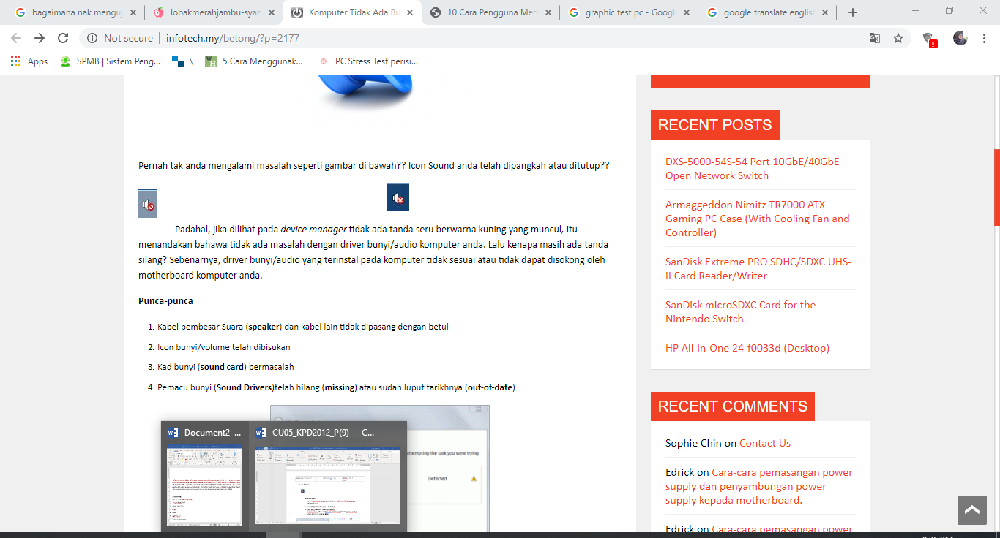 bagaimana nak menguj
lobakmerahjambu-syaz
Komputer Tidak Ada Bu
10 Cara Pengguna Merc
graphic test pc - Google
google translate english
Not secure
infotech.my/betong/?p=2177
Apps
SPMB | Sistem Peng...
\
5 Cara Menggunak...
PC Stress Test perisi...
Pernah tak anda mengalami masalah seperti gambar di bawah?? Icon Sound anda telah dipangkah atau ditutup??
Padahal, jika dilihat pada device manager tidak ada tanda seru berwarna kuning yang muncul, itu
menandakan bahawa tidak ada masalah dengan driver bunyi/audio komputer anda. Lalu kenapa masih ada tanda
silang? Sebenarnya, driver bunyi/audio yang terinstal pada komputer tidak sesuai atau tidak dapat disokong oleh
motherboard komputer anda.
Punca-punca
1. Kabel pembesar Suara (speaker) dan kabel lain tidak dipasang dengan betul
2. Icon bunyi/volume telah dibisukan
3. Kad bunyi (sound card) bermasalah
4. Pemacu bunyi (Sound Drivers)telah hilang (missing) atau sudah luput tarikhnya (out-of-date)
Document2 ...
CU05_KPD2012_P(9) - C...
attempting the task you were trying
Detected
RECENT POSTS
DXS-5000-54S-54 Port 10GbE/40GbE
Open Network Switch
Armaggeddon Nimitz TR7000 ATX
Gaming PC Case (With Cooling Fan and
Controller)
SanDisk Extreme PRO SDHC/SDXC UHS-
II Card Reader/Writer
SanDisk microSDXC Card for the
Nintendo Switch
HP All-in-One 24-f0033d (Desktop)
RECENT COMMENTS
Sophie Chin on Contact Us
Edrick on Cara-cara pemasangan power
supply dan penyambungan power
supply kepada motherboard.
Edrick on Cara-cara pemasangan power